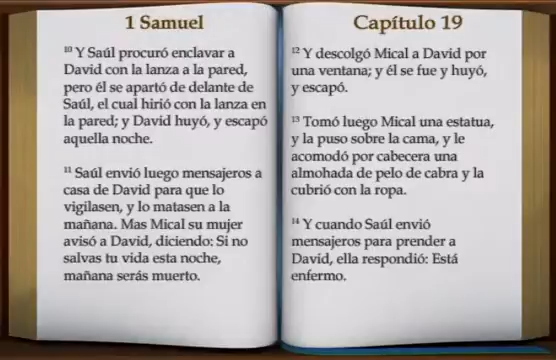 1 Samuel
¹⁰ Y Saúl procuró enclavar a
David con la lanza a la pared,
pero él se apartó de delante de
Saúl, el cual hirió con la lanza en
la pared; y David huyó, y escapó
aquella noche.
¹¹ Saúl envió luego mensajeros a
casa de David para que lo
vigilasen, y lo matasen a la
mañana. Mas Mical su mujer
avisó a David, diciendo: Si no
salvas tu vida esta noche,
mañana serás muerto.
Capítulo 19
¹² Y descolgó Mical a David por
una ventana; y él se fue y huyó,
y escapó.
¹³ Tomó luego Mical una estatua,
y la puso sobre la cama, y le
acomodó por cabecera una
almohada de pelo de cabra y la
cubrió con la ropa.
¹⁴ Y cuando Saúl envió
mensajeros para prender a
David, ella respondió: Está
enfermo.